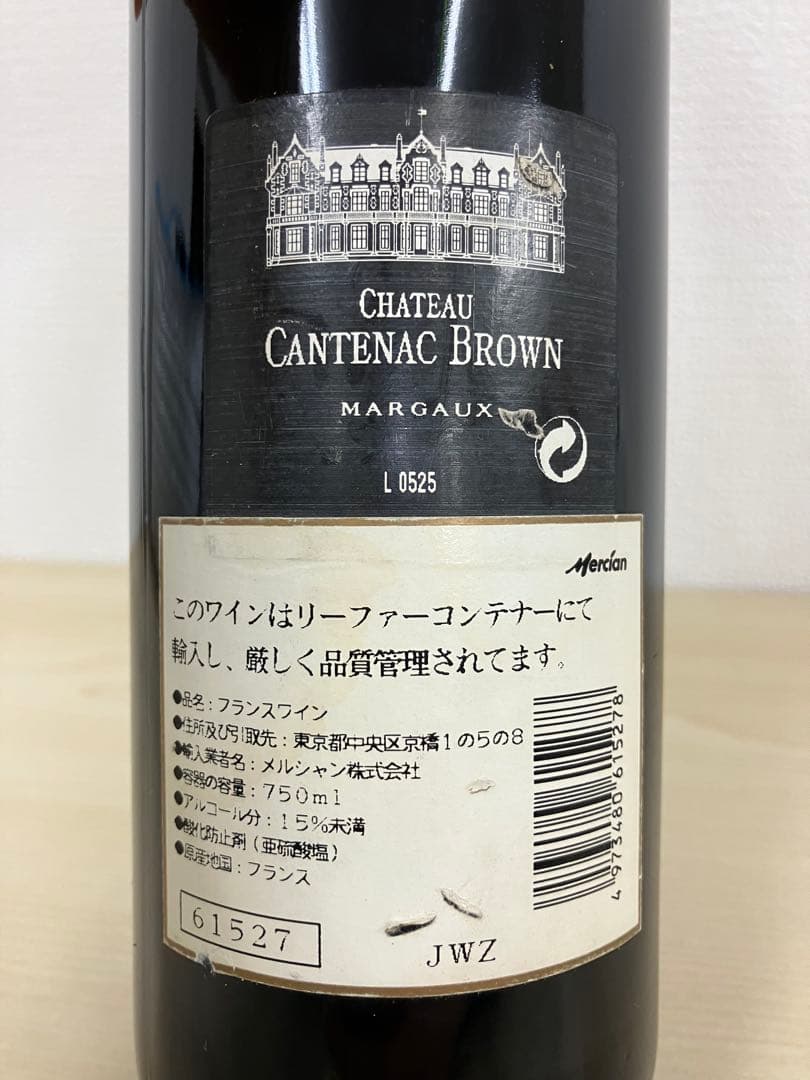 CHATEAU
CANTENAC BROWN
MARGAUX
L 0525
Mercian
このワインはリーファーコンテナーにて
輸入し、厳しく品質管理されてます。
●品名：フランスワイン
●住所及び引取先：東京都中央区京橋1の5の8
●輸入業者名：メルシャン株式会社
●容器の容量：750ml
●アルコール分：15%未満
●酸化防止剤（亜硫酸塩）
●原産地国：フランス
4973480615278
61527
JWZ